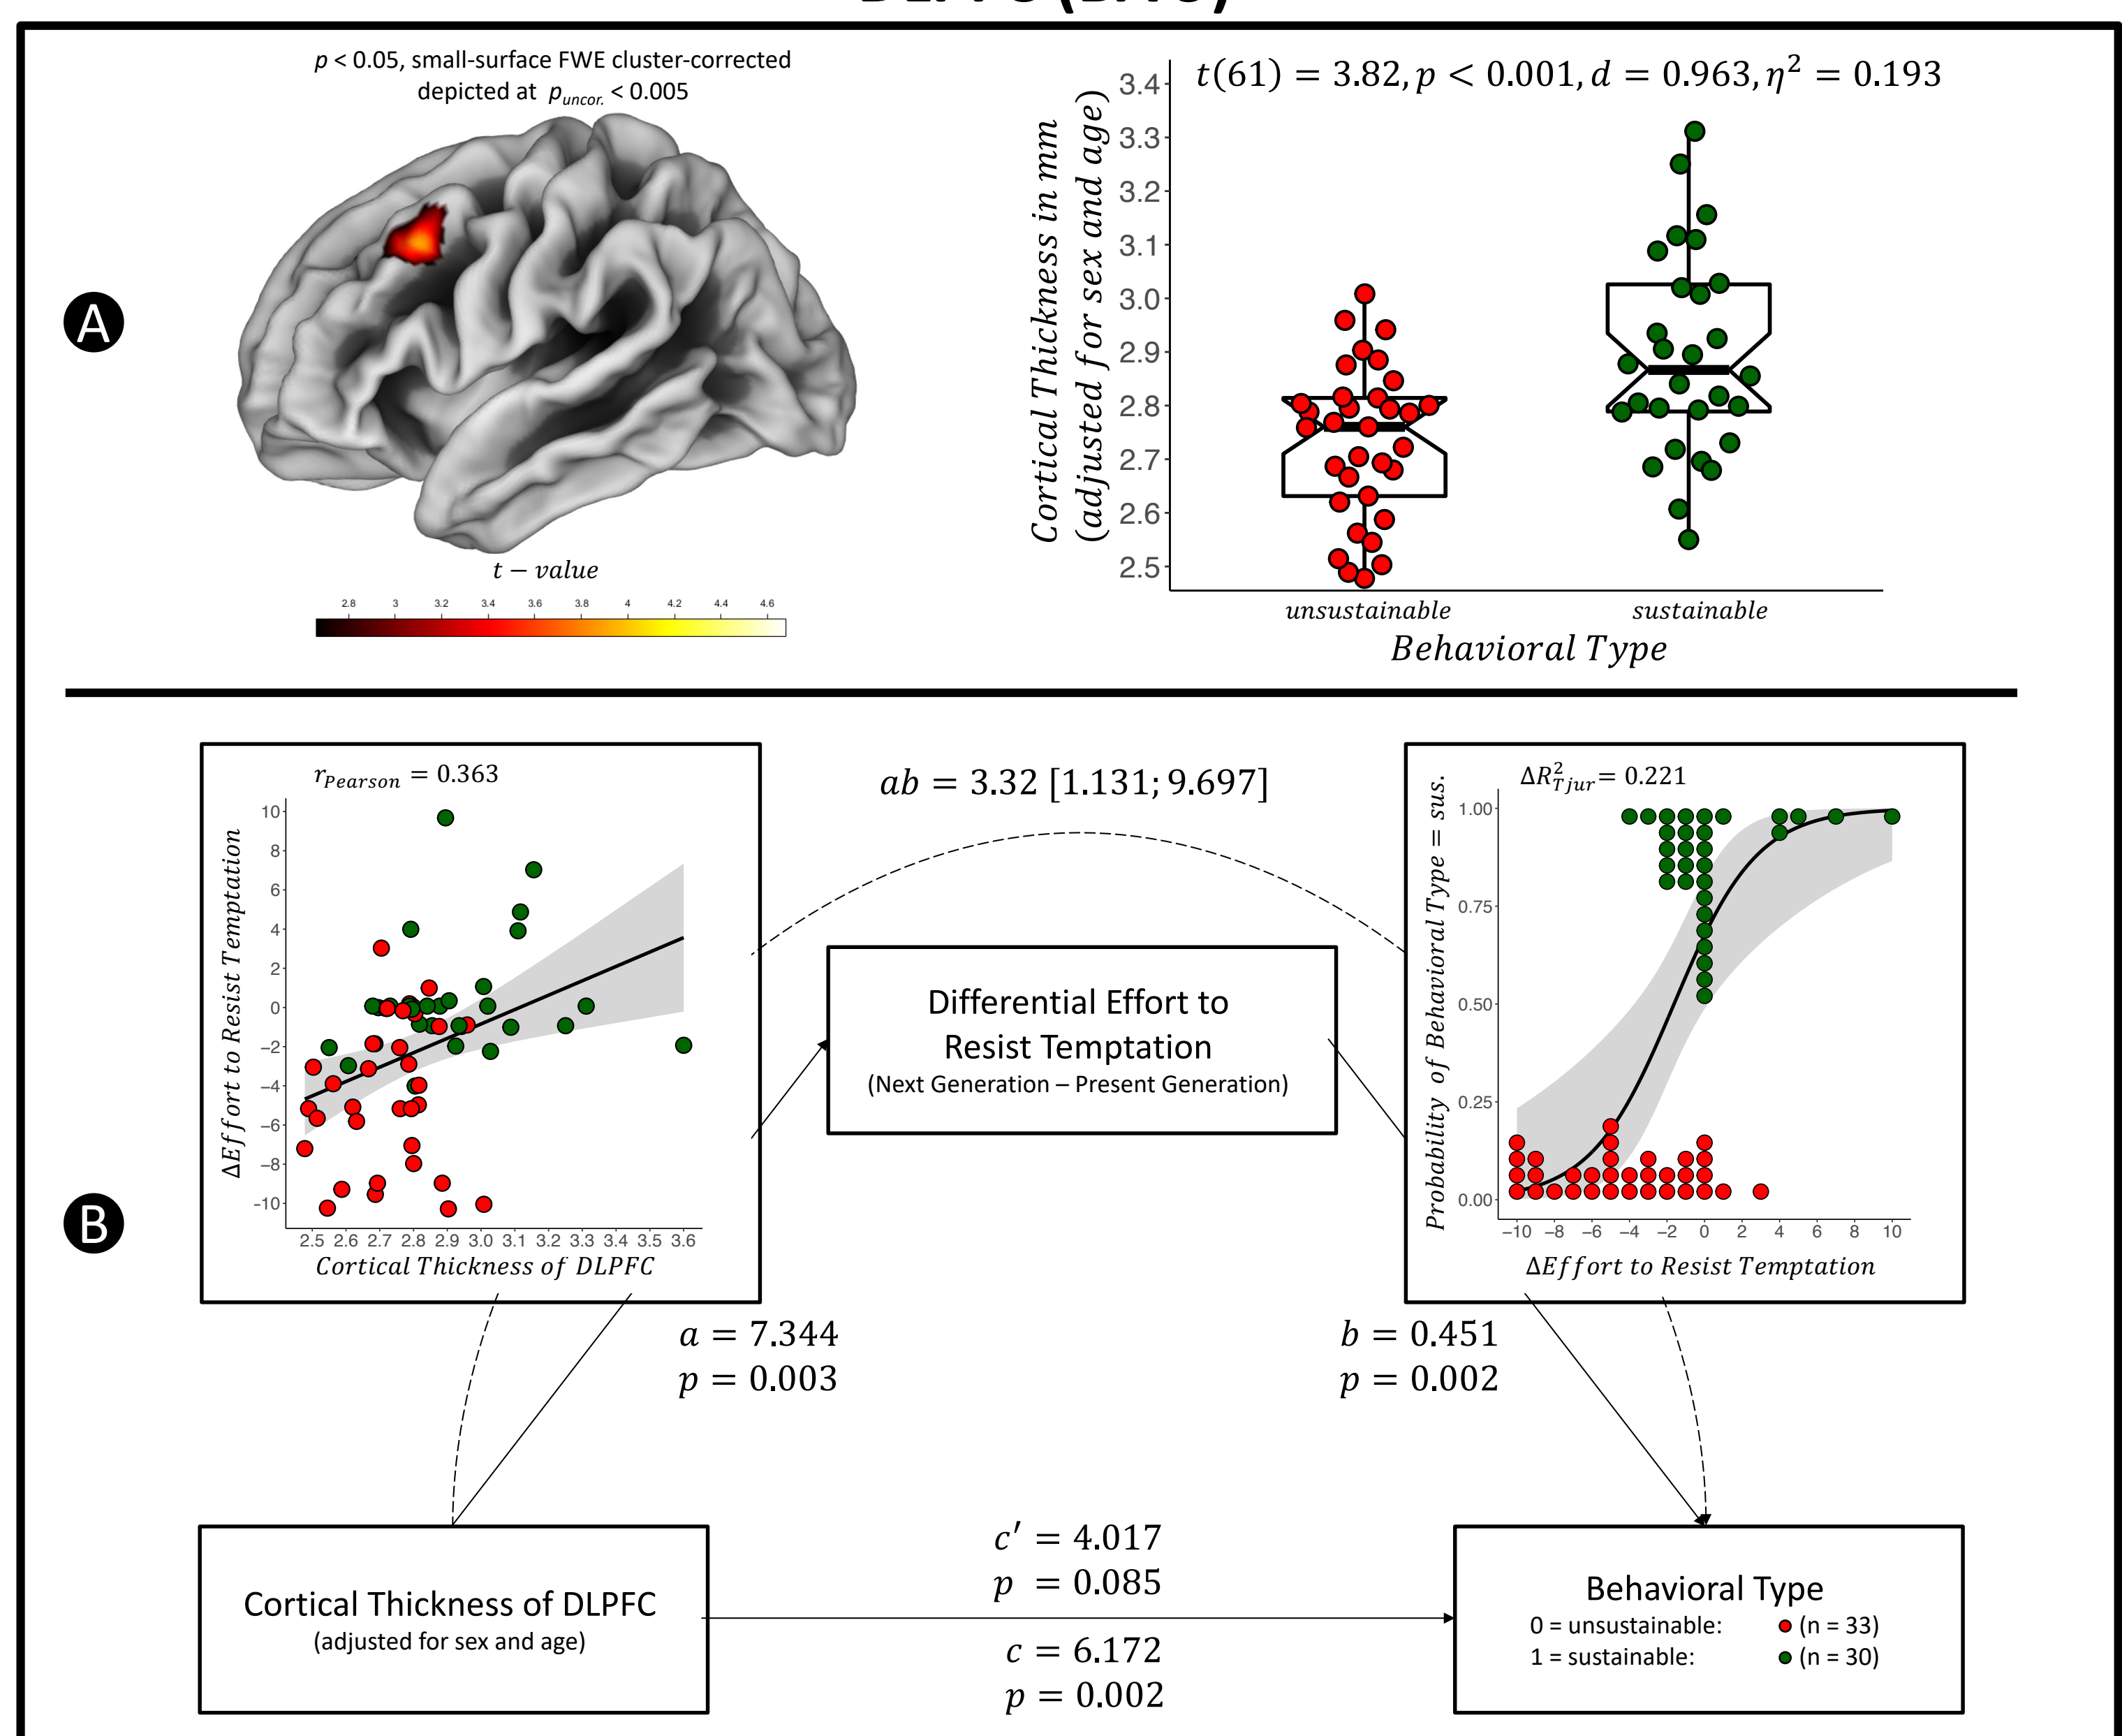 p < 0.05, small-surface FWE cluster-corrected
depicted at p_uncor. < 0.005
A
t − value
2.8 3 3.2 3.4 3.6 3.8 4 4.2 4.4 4.6
t(61) = 3.82, p < 0.001, d = 0.963, η² = 0.193
Cortical Thickness in mm
(adjusted for sex and age)
3.4
3.3
3.2
3.1
3.0
2.9
2.8
2.7
2.6
2.5
unsustainable sustainable
Behavioral Type
B
r_Pearson = 0.363
ΔEffort to Resist Temptation
10
8
6
4
2
0
−2
−4
−6
−8
−10
2.5 2.6 2.7 2.8 2.9 3.0 3.1 3.2 3.3 3.4 3.5 3.6
Cortical Thickness of DLPFC
ab = 3.32 [1.131; 9.697]
Differential Effort to
Resist Temptation
(Next Generation – Present Generation)
ΔR²_Tjur = 0.221
Probability of Behavioral Type = sus.
1.00
0.75
0.50
0.25
0.00
−10 −8 −6 −4 −2 0 2 4 6 8 10
ΔEffort to Resist Temptation
a = 7.344
p = 0.003
b = 0.451
p = 0.002
Cortical Thickness of DLPFC
(adjusted for sex and age)
c′ = 4.017
p = 0.085
c = 6.172
p = 0.002
Behavioral Type
0 = unsustainable: (n = 33)
1 = sustainable: (n = 30)